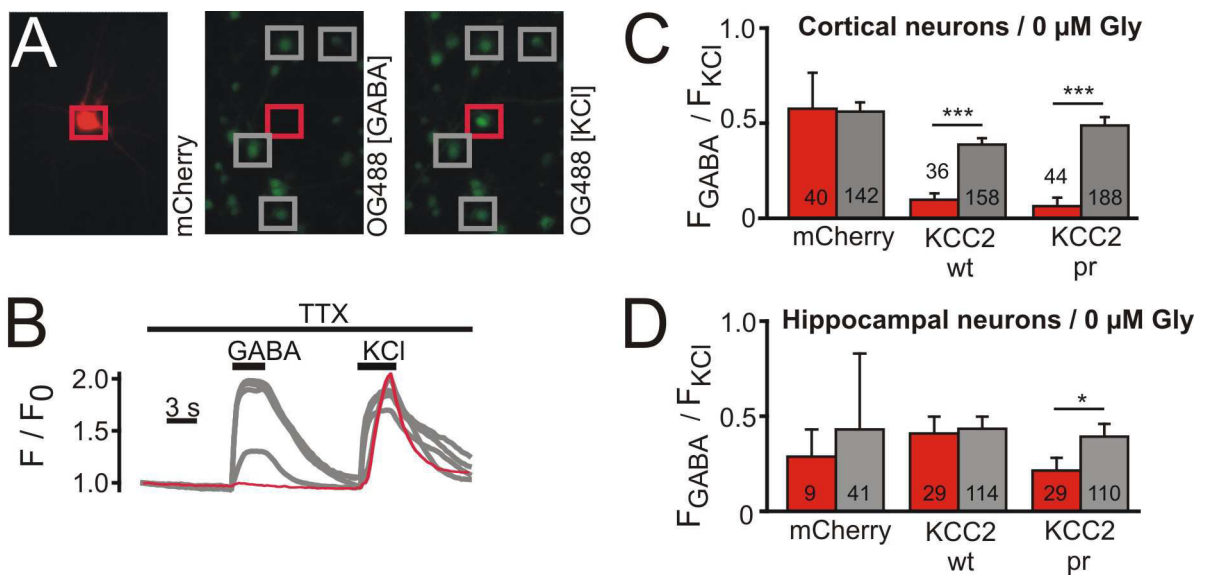 A
mCherry
OG488 [GABA]
OG488 [KCl]
B
TTX
GABA
KCl
3 s
F / F0
2.0
1.5
1.0
C
Cortical neurons / 0 µM Gly
FGABA / FKCl
1.0
0.5
0
40
142
36
158
***
44
188
***
mCherry
KCC2
wt
KCC2
pr
D
Hippocampal neurons / 0 µM Gly
FGABA / FKCl
1.0
0.5
0
9
41
29
114
29
110
*
mCherry
KCC2
wt
KCC2
pr